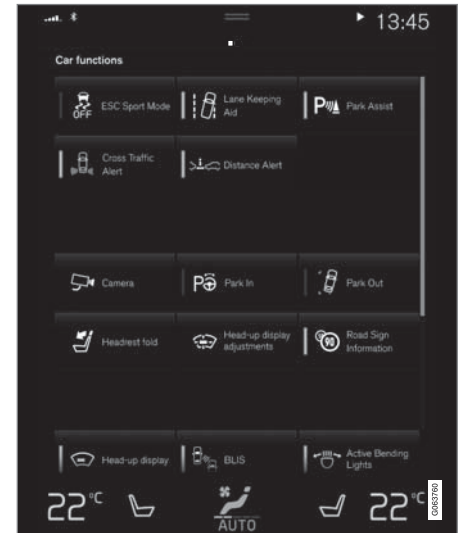 13:45
Car functions
OFF
ESC Sport Mode
Lane Keeping
Aid
P
Park Assist
Cross Traffic
Alert
Distance Alert
Camera
P
Park In
Park Out
Headrest fold
Head-up display
adjustments
90
Road Sign
Information
Head-up display
BLIS
Active Bending
Lights
22°C
AUTO
22°C
G063760